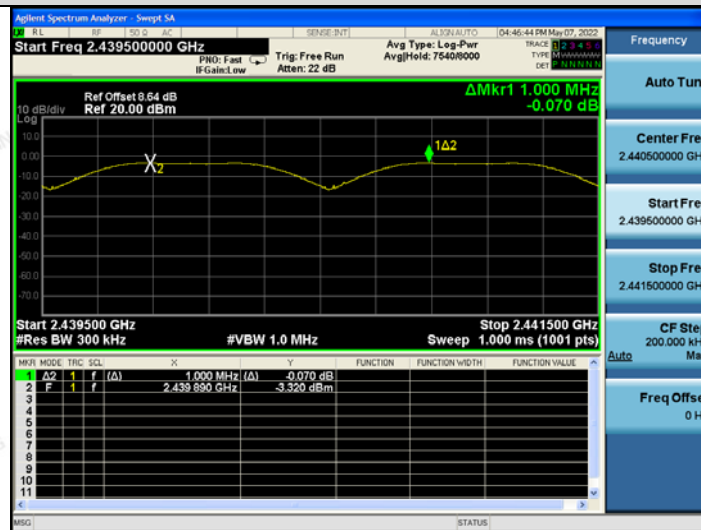 Agilent Spectrum Analyzer - Swept SA
RL RF 50 Ω AC SENSE:INT ALIGN AUTO 04:46:44 PM May 07, 2022
Start Freq 2.439500000 GHz
PNO: Fast
IFGain:Low
Trig: Free Run
Atten: 22 dB
Avg Type: Log-Pwr
Avg|Hold: 7540/8000
TRACE 1 2 3 4 5 6
TYPE MWWWWW
DET P N N N N N
Ref Offset 8.64 dB
10 dB/div Ref 20.00 dBm
Log
ΔMkr1 1.000 MHz
-0.070 dB
10.0
0.00
-10.0
-20.0
-30.0
-40.0
-50.0
-60.0
-70.0
X2
1Δ2
Start 2.439500 GHz Stop 2.441500 GHz
#Res BW 300 kHz #VBW 1.0 MHz Sweep 1.000 ms (1001 pts)
MKR MODE TRC SCL X Y FUNCTION FUNCTION WIDTH FUNCTION VALUE
1 Δ2 1 f (Δ) 1.000 MHz (Δ) -0.070 dB
2 F 1 f 2.439 890 GHz -3.320 dBm
3
4
5
6
7
8
9
10
11
MSG STATUS
Frequency
Auto Tun
Center Fre
2.440500000 GH
Start Fre
2.439500000 GH
Stop Fre
2.441500000 GH
CF Ste
200.000 kH
Auto Ma
Freq Offse
0 H